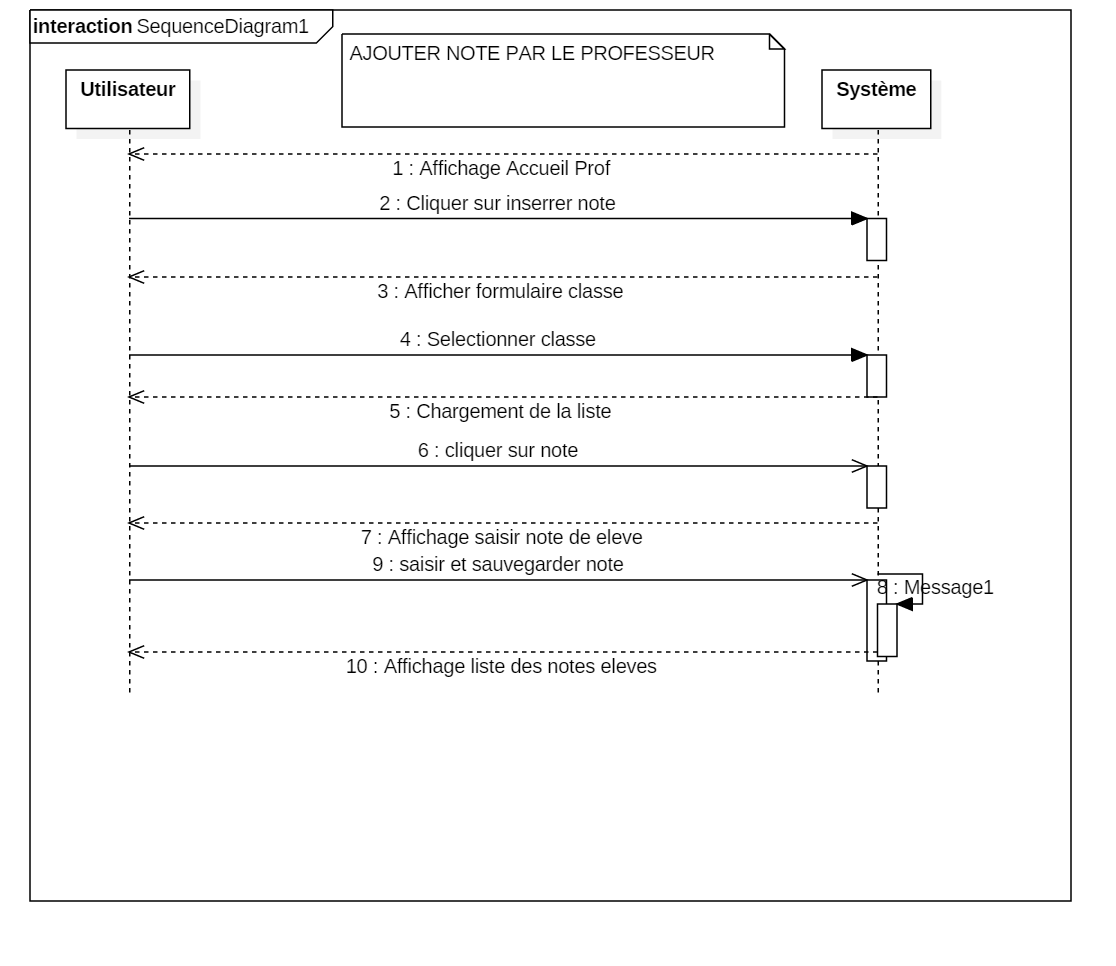 interaction SequenceDiagram1
AJOUTER NOTE PAR LE PROFESSEUR
Utilisateur
Système
1 : Affichage Accueil Prof
2 : Cliquer sur inserrer note
3 : Afficher formulaire classe
4 : Selectionner classe
5 : Chargement de la liste
6 : cliquer sur note
7 : Affichage saisir note de eleve
9 : saisir et sauvegarder note
8 : Message1
10 : Affichage liste des notes eleves